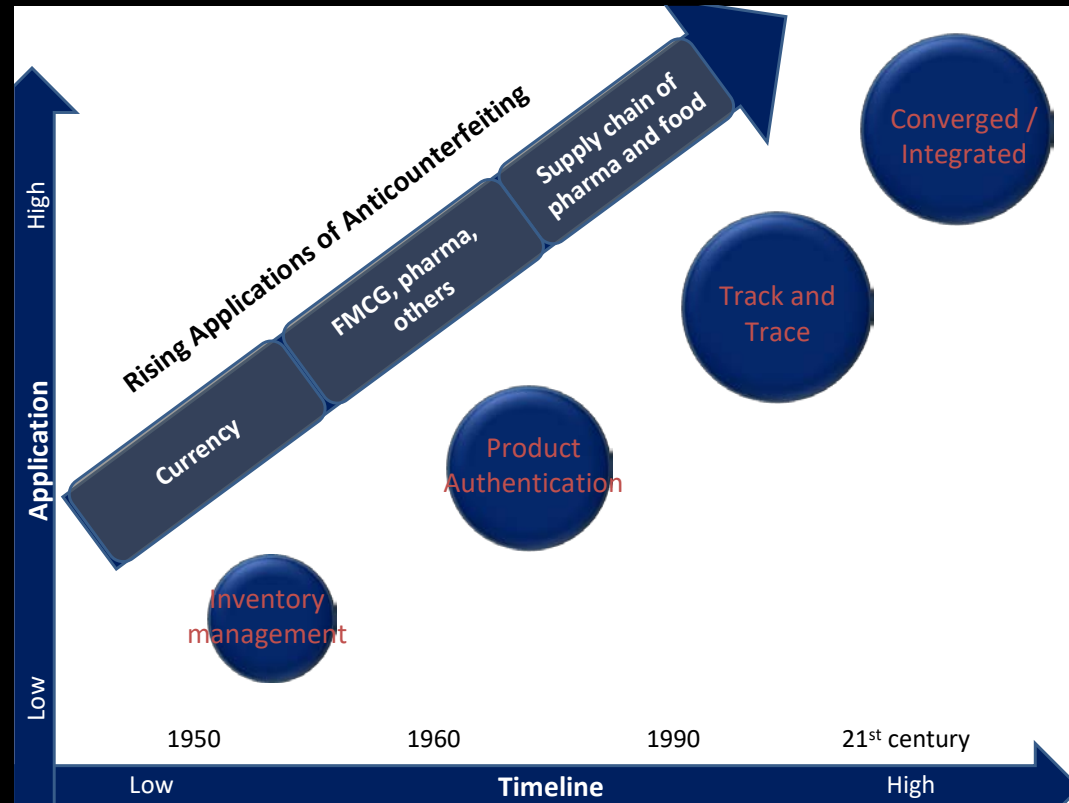 High
Application
Low
Rising Applications of Anticounterfeiting
Currency
FMCG, pharma,
others
Supply chain of
pharma and food
Converged /
Integrated
Track and
Trace
Product
Authentication
Inventory
management
1950
1960
1990
21st century
Low
Timeline
High